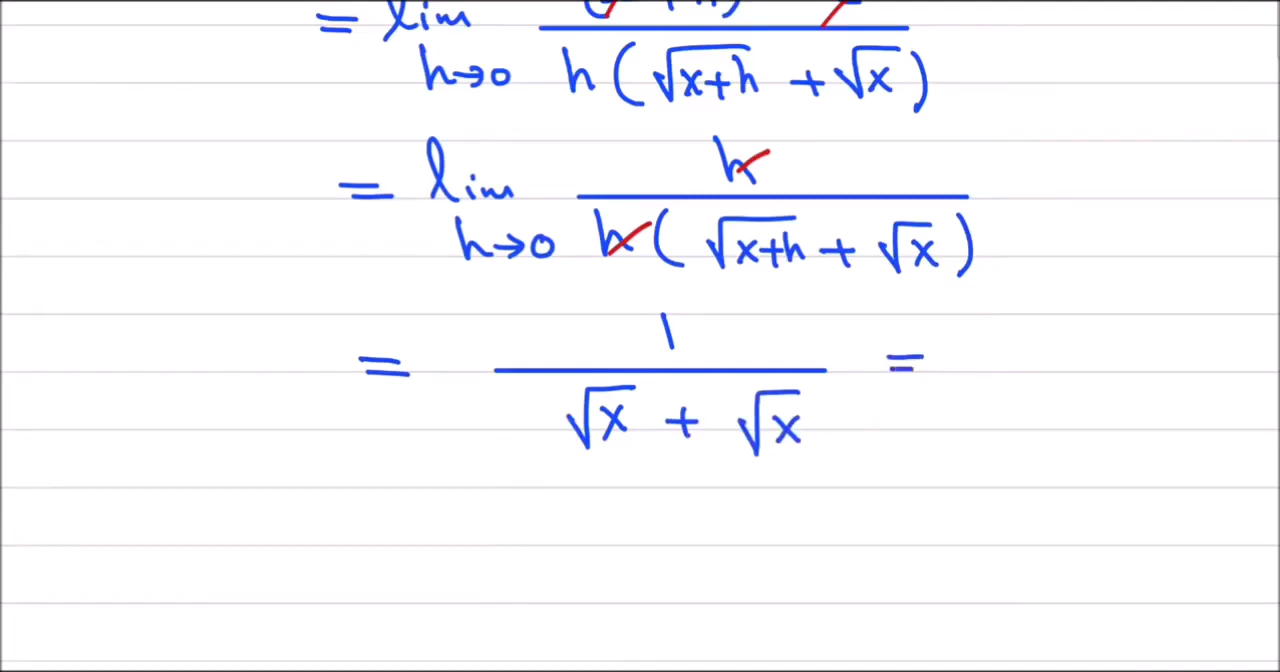 = lim
h→0 h(√x+h + √x)
= lim h
h→0 h(√x+h + √x)
= 1 =
√x + √x